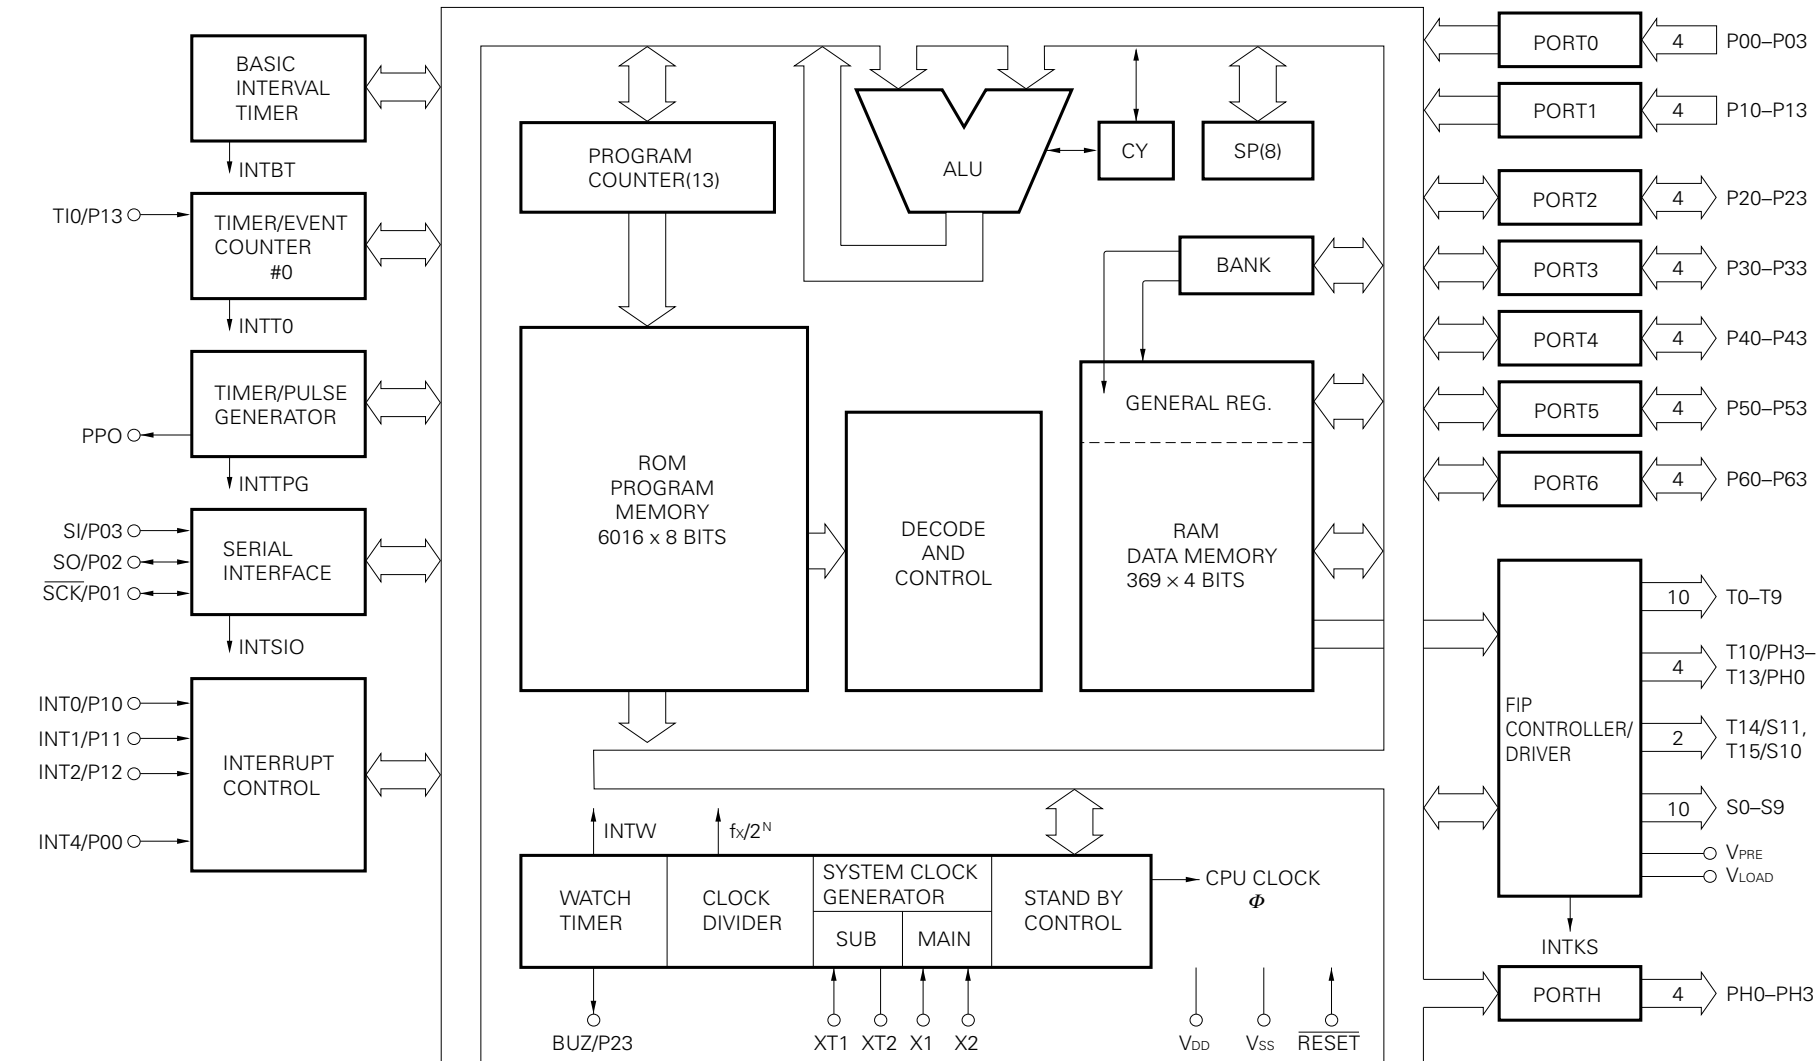 BASIC
INTERVAL
TIMER
INTBT
TI0/P13
TIMER/EVENT
COUNTER
#0
INTT0
TIMER/PULSE
GENERATOR
PPO
INTTPG
SI/P03
SO/P02
SCK/P01
SERIAL
INTERFACE
INTSIO
INT0/P10
INT1/P11
INT2/P12
INT4/P00
INTERRUPT
CONTROL
PROGRAM
COUNTER(13)
ALU
CY
SP(8)
BANK
GENERAL REG.
ROM
PROGRAM
MEMORY
6016 x 8 BITS
DECODE
AND
CONTROL
RAM
DATA MEMORY
369 × 4 BITS
INTW
fx/2ᴺ
WATCH
TIMER
CLOCK
DIVIDER
SYSTEM CLOCK
GENERATOR
SUB
MAIN
STAND BY
CONTROL
CPU CLOCK
Φ
BUZ/P23
XT1
XT2
X1
X2
VDD
VSS
RESET
PORT0
4
P00–P03
PORT1
4
P10–P13
PORT2
4
P20–P23
PORT3
4
P30–P33
PORT4
4
P40–P43
PORT5
4
P50–P53
PORT6
4
P60–P63
FIP
CONTROLLER/
DRIVER
10
T0–T9
4
T10/PH3–
T13/PH0
2
T14/S11,
T15/S10
10
S0–S9
VPRE
VLOAD
INTKS
PORTH
4
PH0–PH3